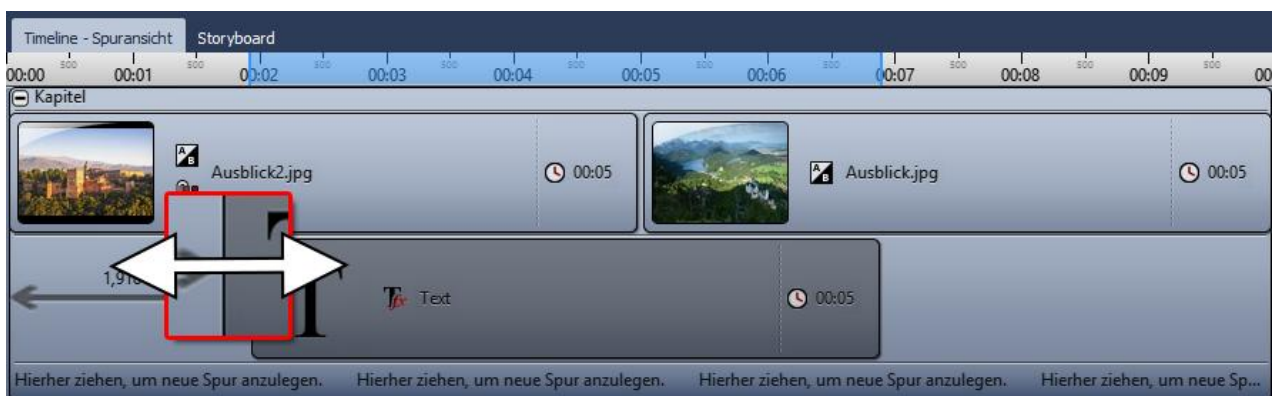 Timeline - Spuransicht Storyboard
500 500 500 500 500 500 500 500 500 500
00:00 00:01 00:02 00:03 00:04 00:05 00:06 00:07 00:08 00:09 00
Kapitel
A B Ausblick2.jpg 00:05 A B Ausblick.jpg 00:05
T Tfx Text 00:05
Hierher ziehen, um neue Spur anzulegen. Hierher ziehen, um neue Spur anzulegen. Hierher ziehen, um neue Spur anzulegen. Hierher ziehen, um neue Sp...